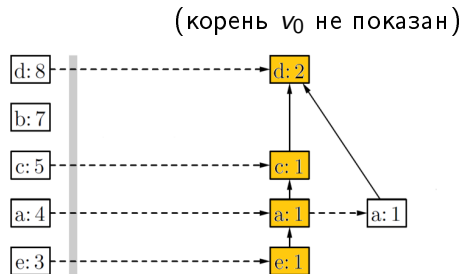 (корень v₀ не показан)
d: 8 d: 2
b: 7
c: 5 c: 1
a: 4 a: 1 a: 1
e: 3 e: 1